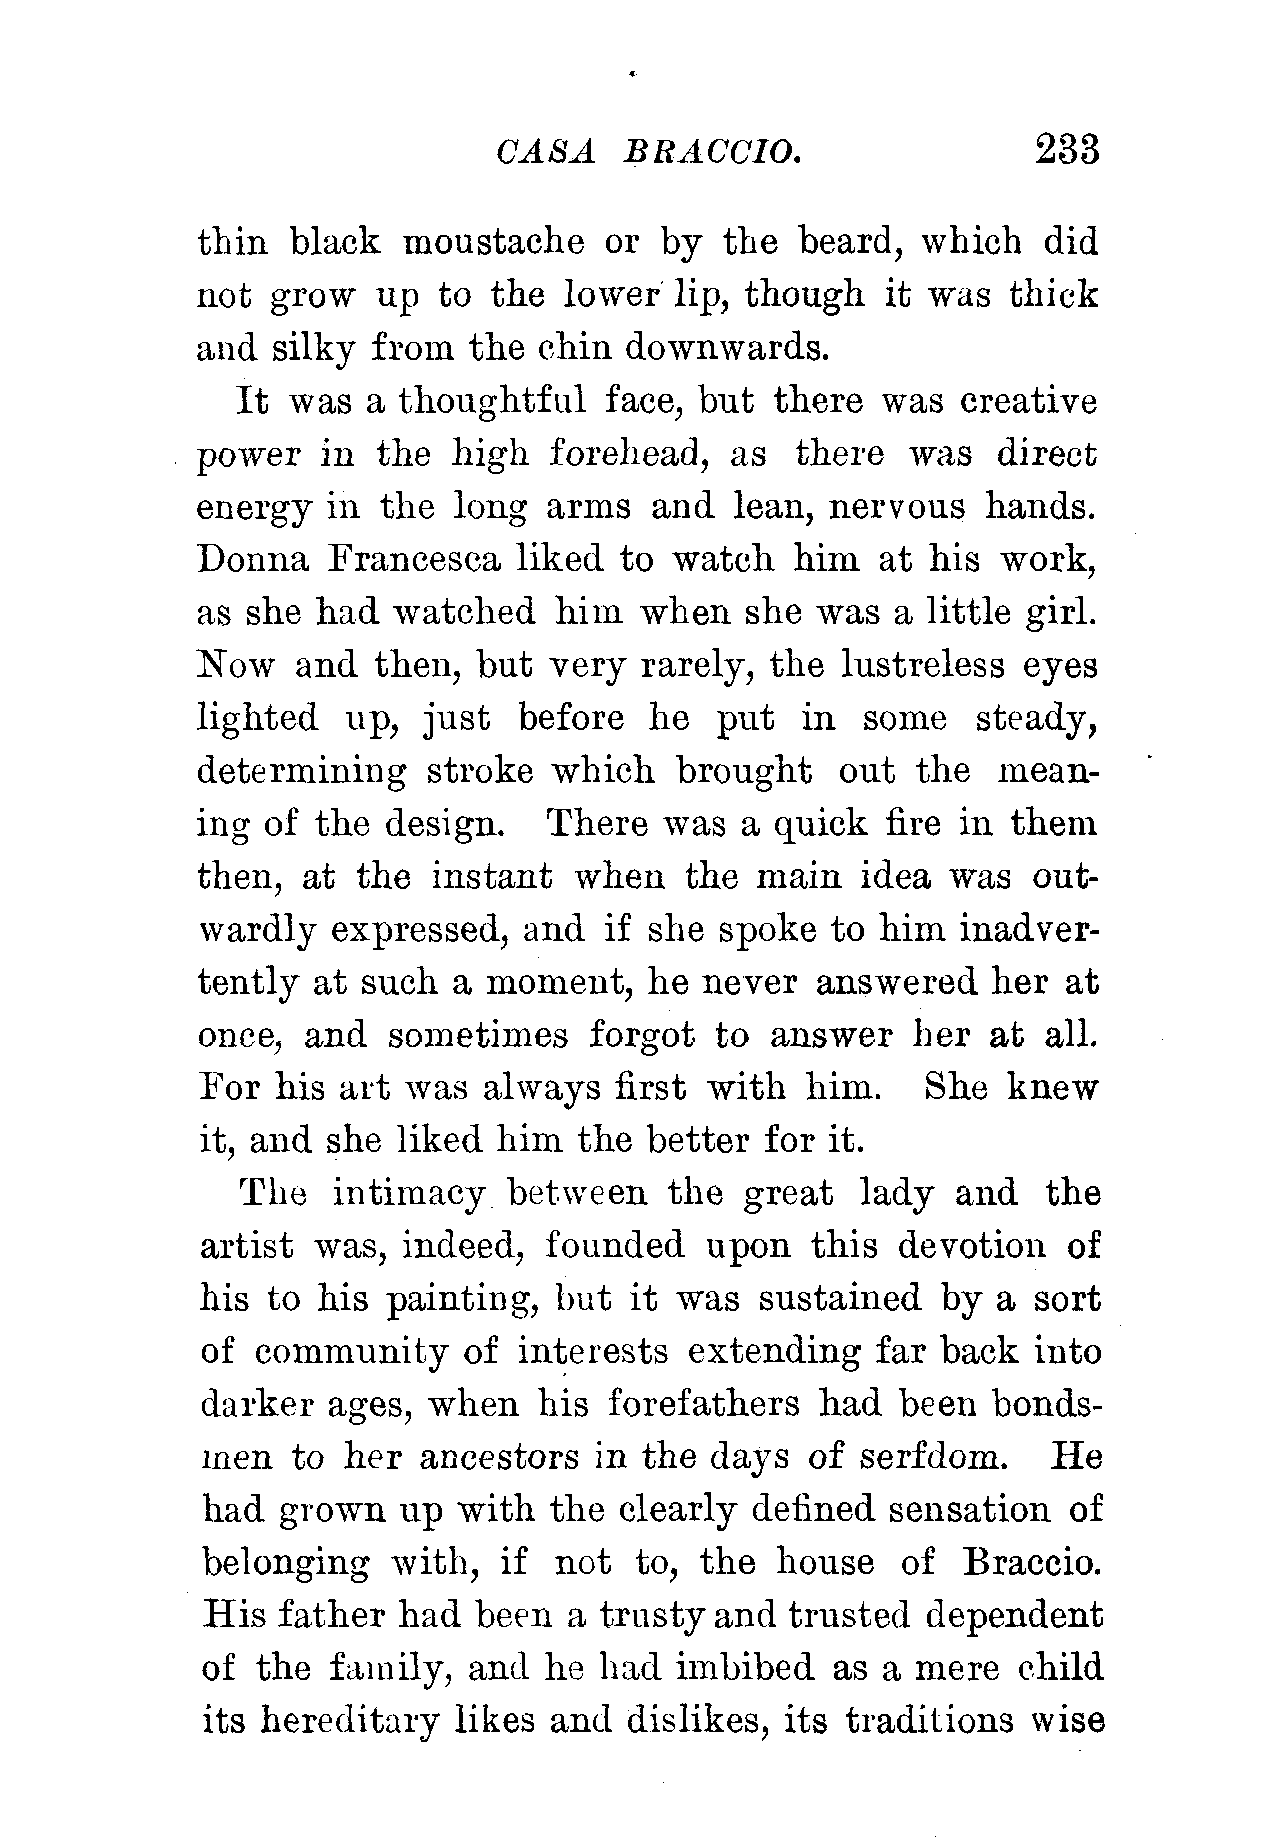 CASA BRACCIO. 233
thin black moustache or by the beard, which did
not grow up to the lower lip, though it was thick
and silky from the chin downwards.
It was a thoughtful face, but there was creative
power in the high forehead, as there was direct
energy in the long arms and lean, nervous hands.
Donna Francesca liked to watch him at his work,
as she had watched him when she was a little girl.
Now and then, but very rarely, the lustreless eyes
lighted up, just before he put in some steady,
determining stroke which brought out the mean-
ing of the design. There was a quick fire in them
then, at the instant when the main idea was out-
wardly expressed, and if she spoke to him inadver-
tently at such a moment, he never answered her at
once, and sometimes forgot to answer her at all.
For his art was always first with him. She knew
it, and she liked him the better for it.
The intimacy between the great lady and the
artist was, indeed, founded upon this devotion of
his to his painting, but it was sustained by a sort
of community of interests extending far back into
darker ages, when his forefathers had been bonds-
men to her ancestors in the days of serfdom. He
had grown up with the clearly defined sensation of
belonging with, if not to, the house of Braccio.
His father had been a trusty and trusted dependent
of the family, and he had imbibed as a mere child
its hereditary likes and dislikes, its traditions wise